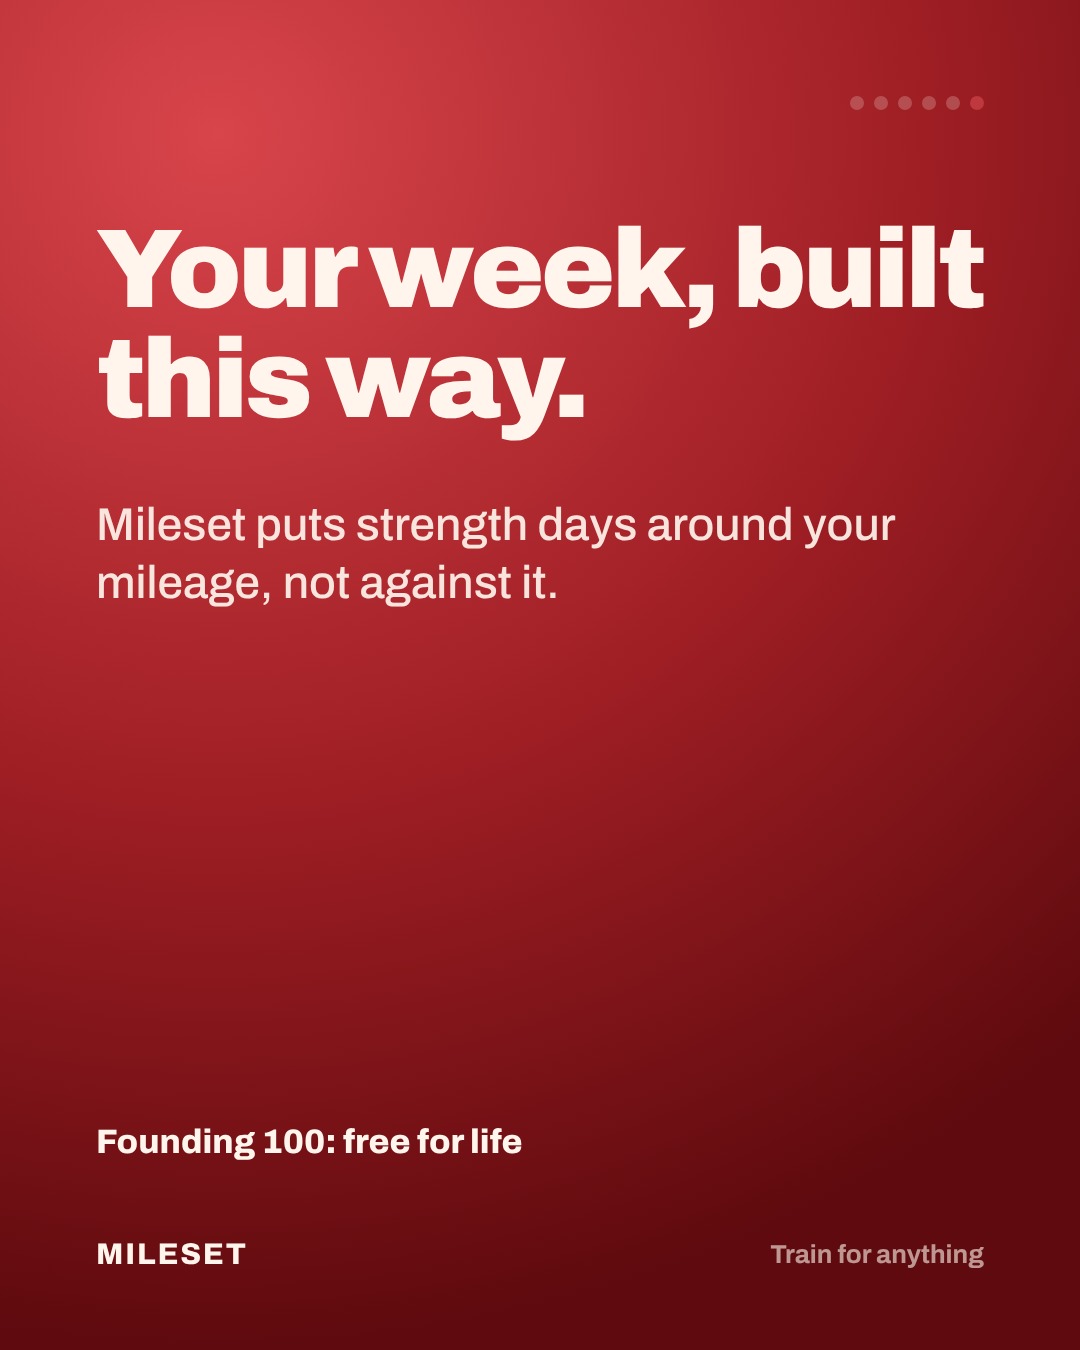 Your week, built
this way.
Mileset puts strength days around your
mileage, not against it.
Founding 100: free for life
MILESET
Train for anything